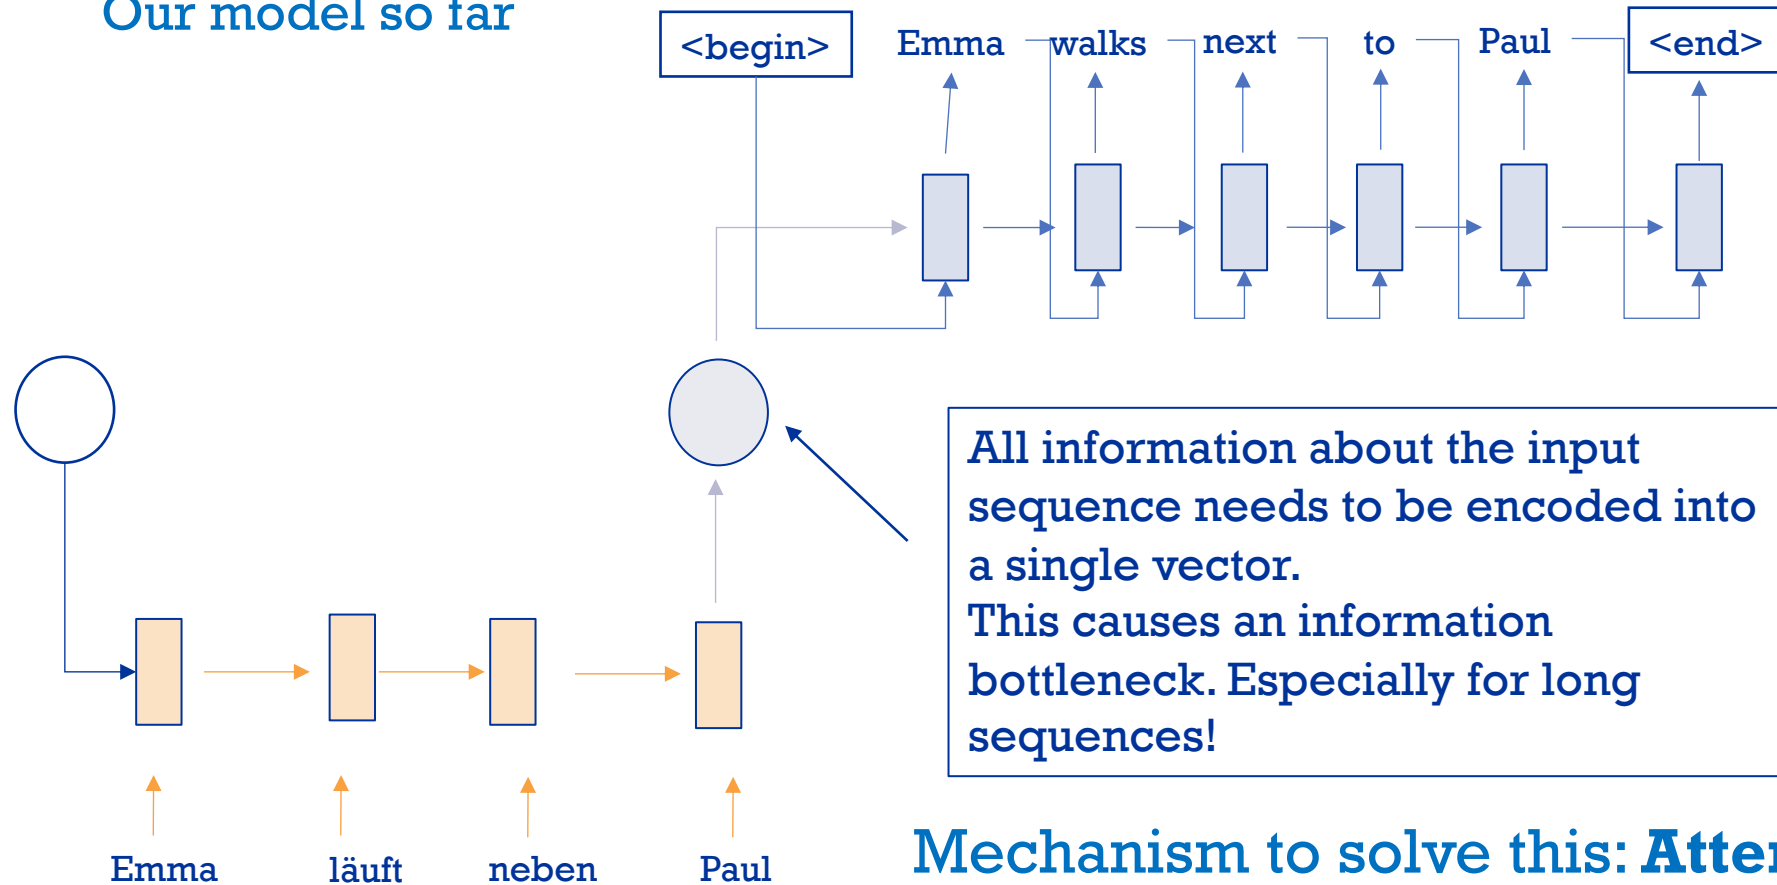 Our model so far
<begin> Emma walks next to Paul <end>
All information about the input
sequence needs to be encoded into
a single vector.
This causes an information
bottleneck. Especially for long
sequences!
Mechanism to solve this:
Emma läuft neben Paul